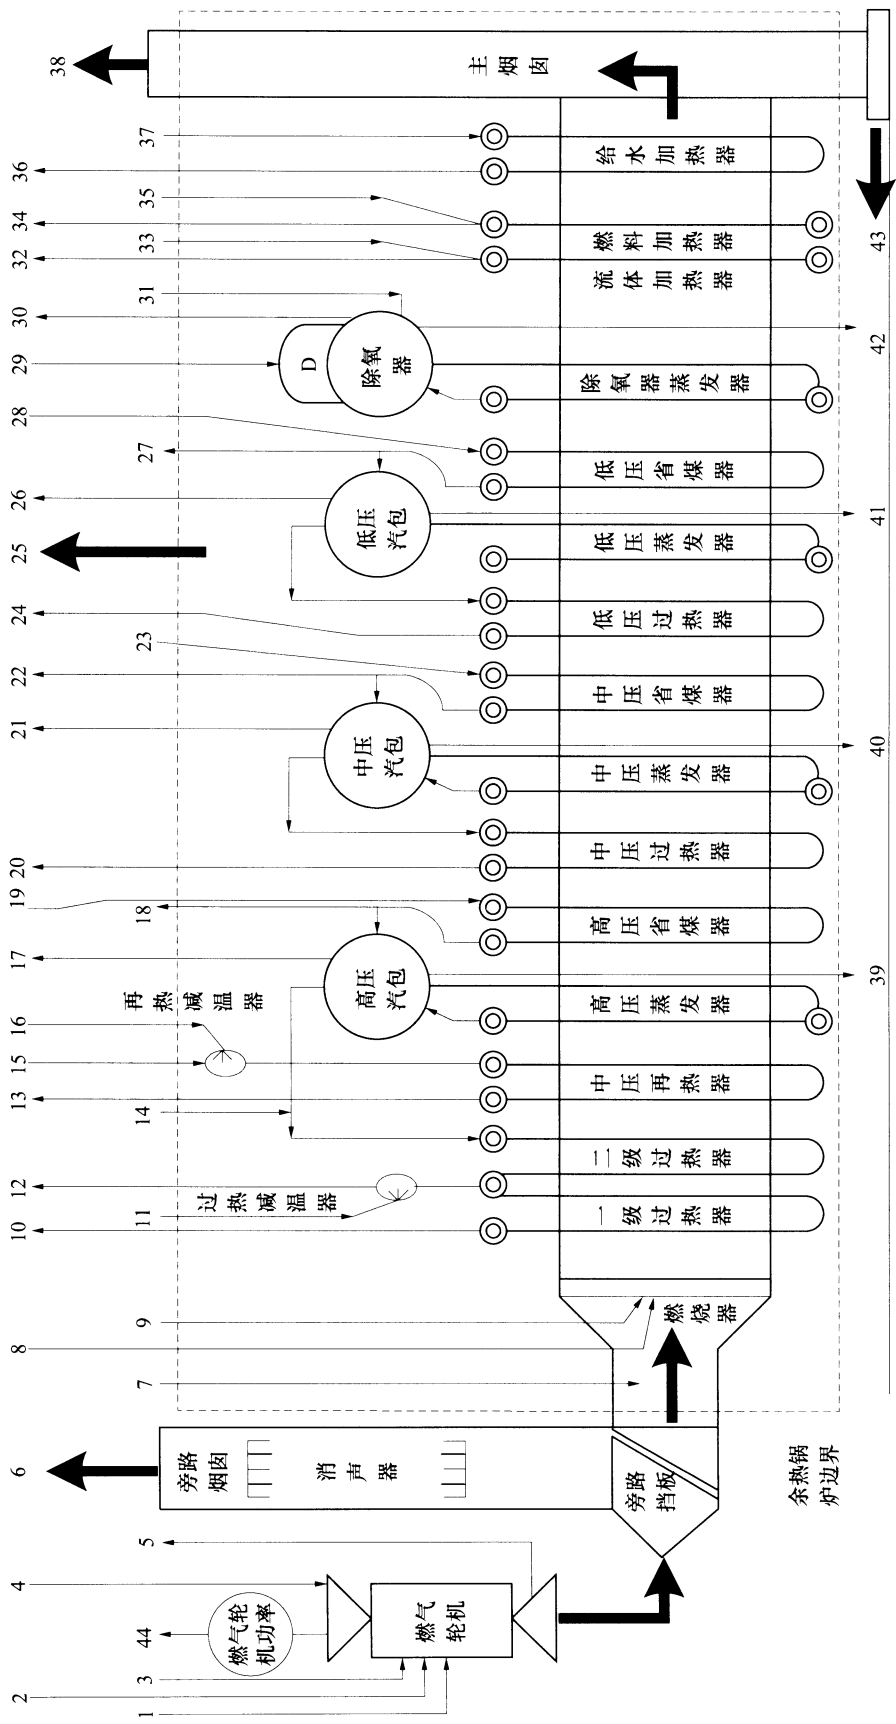 2
4
6
8
10
12
13
15
16
17
19
20
21
22
24
25
26
28
29
30
32
34
36
38
1
3
44
5
7
9
11
14
18
23
27
31
33
35
37
再热减温器
过热减温器
燃气轮
机功率
旁路
烟囱
消声器
D
高压
汽包
中压
汽包
低压
汽包
除氧
器
主烟囱
燃气
轮机
旁路
挡板
燃烧器
一级过热器
二级过热器
中压再热器
高压蒸发器
高压省煤器
中压过热器
中压蒸发器
中压省煤器
低压过热器
低压蒸发器
低压省煤器
除氧器蒸发器
流体加热器
燃料加热器
给水加热器
余热锅
炉边界
39
40
41
42
43